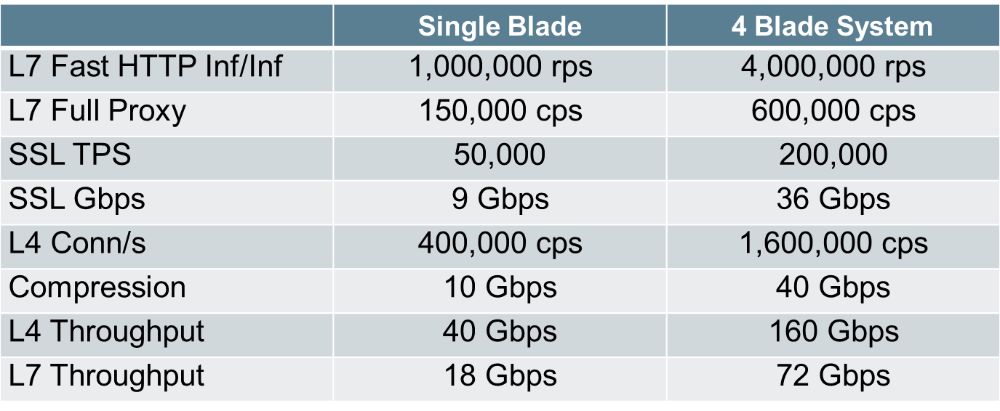 Single Blade 4 Blade System
L7 Fast HTTP Inf/Inf 1,000,000 rps 4,000,000 rps
L7 Full Proxy 150,000 cps 600,000 cps
SSL TPS 50,000 200,000
SSL Gbps 9 Gbps 36 Gbps
L4 Conn/s 400,000 cps 1,600,000 cps
Compression 10 Gbps 40 Gbps
L4 Throughput 40 Gbps 160 Gbps
L7 Throughput 18 Gbps 72 Gbps